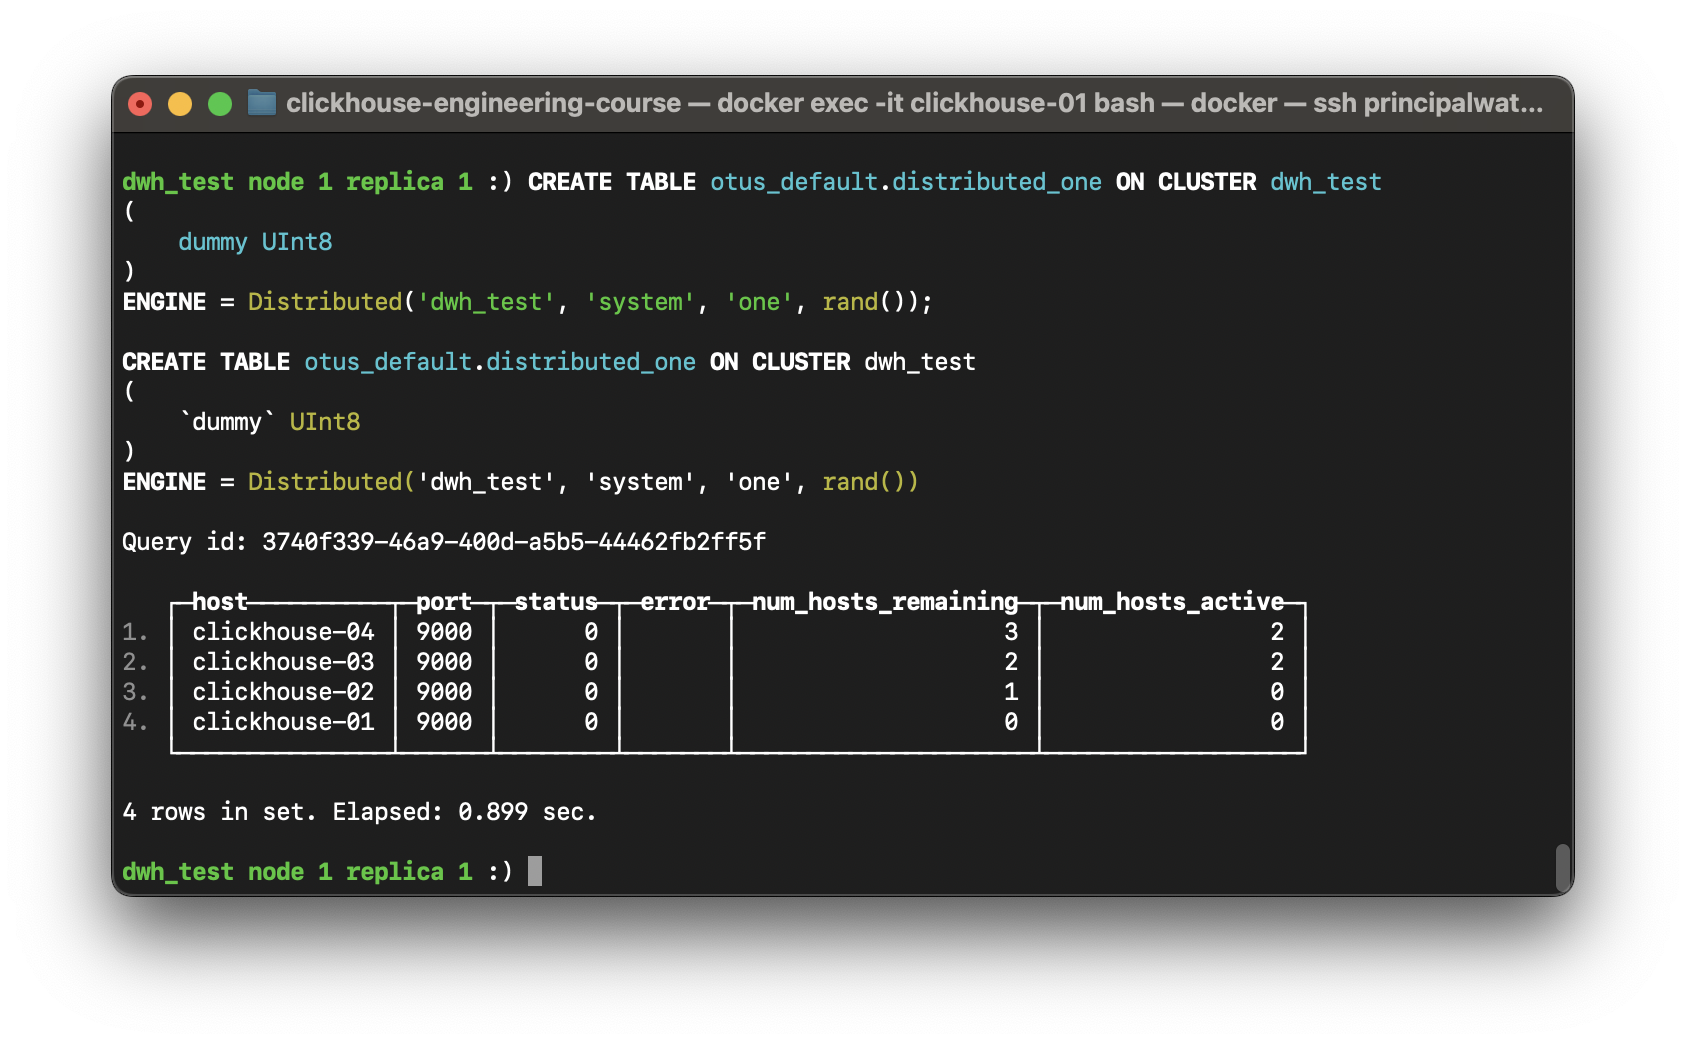 clickhouse-engineering-course — docker exec -it clickhouse-01 bash — docker — ssh principalwat...
dwh_test node 1 replica 1 :) CREATE TABLE otus_default.distributed_one ON CLUSTER dwh_test
(
    dummy UInt8
)
ENGINE = Distributed('dwh_test', 'system', 'one', rand());
CREATE TABLE otus_default.distributed_one ON CLUSTER dwh_test
(
    `dummy` UInt8
)
ENGINE = Distributed('dwh_test', 'system', 'one', rand())
Query id: 3740f339-46a9-400d-a5b5-44462fb2ff5f
host port status error num_hosts_remaining num_hosts_active
1. clickhouse-04 9000 0 3 2
2. clickhouse-03 9000 0 2 2
3. clickhouse-02 9000 0 1 0
4. clickhouse-01 9000 0 0 0
4 rows in set. Elapsed: 0.899 sec.
dwh_test node 1 replica 1 :)